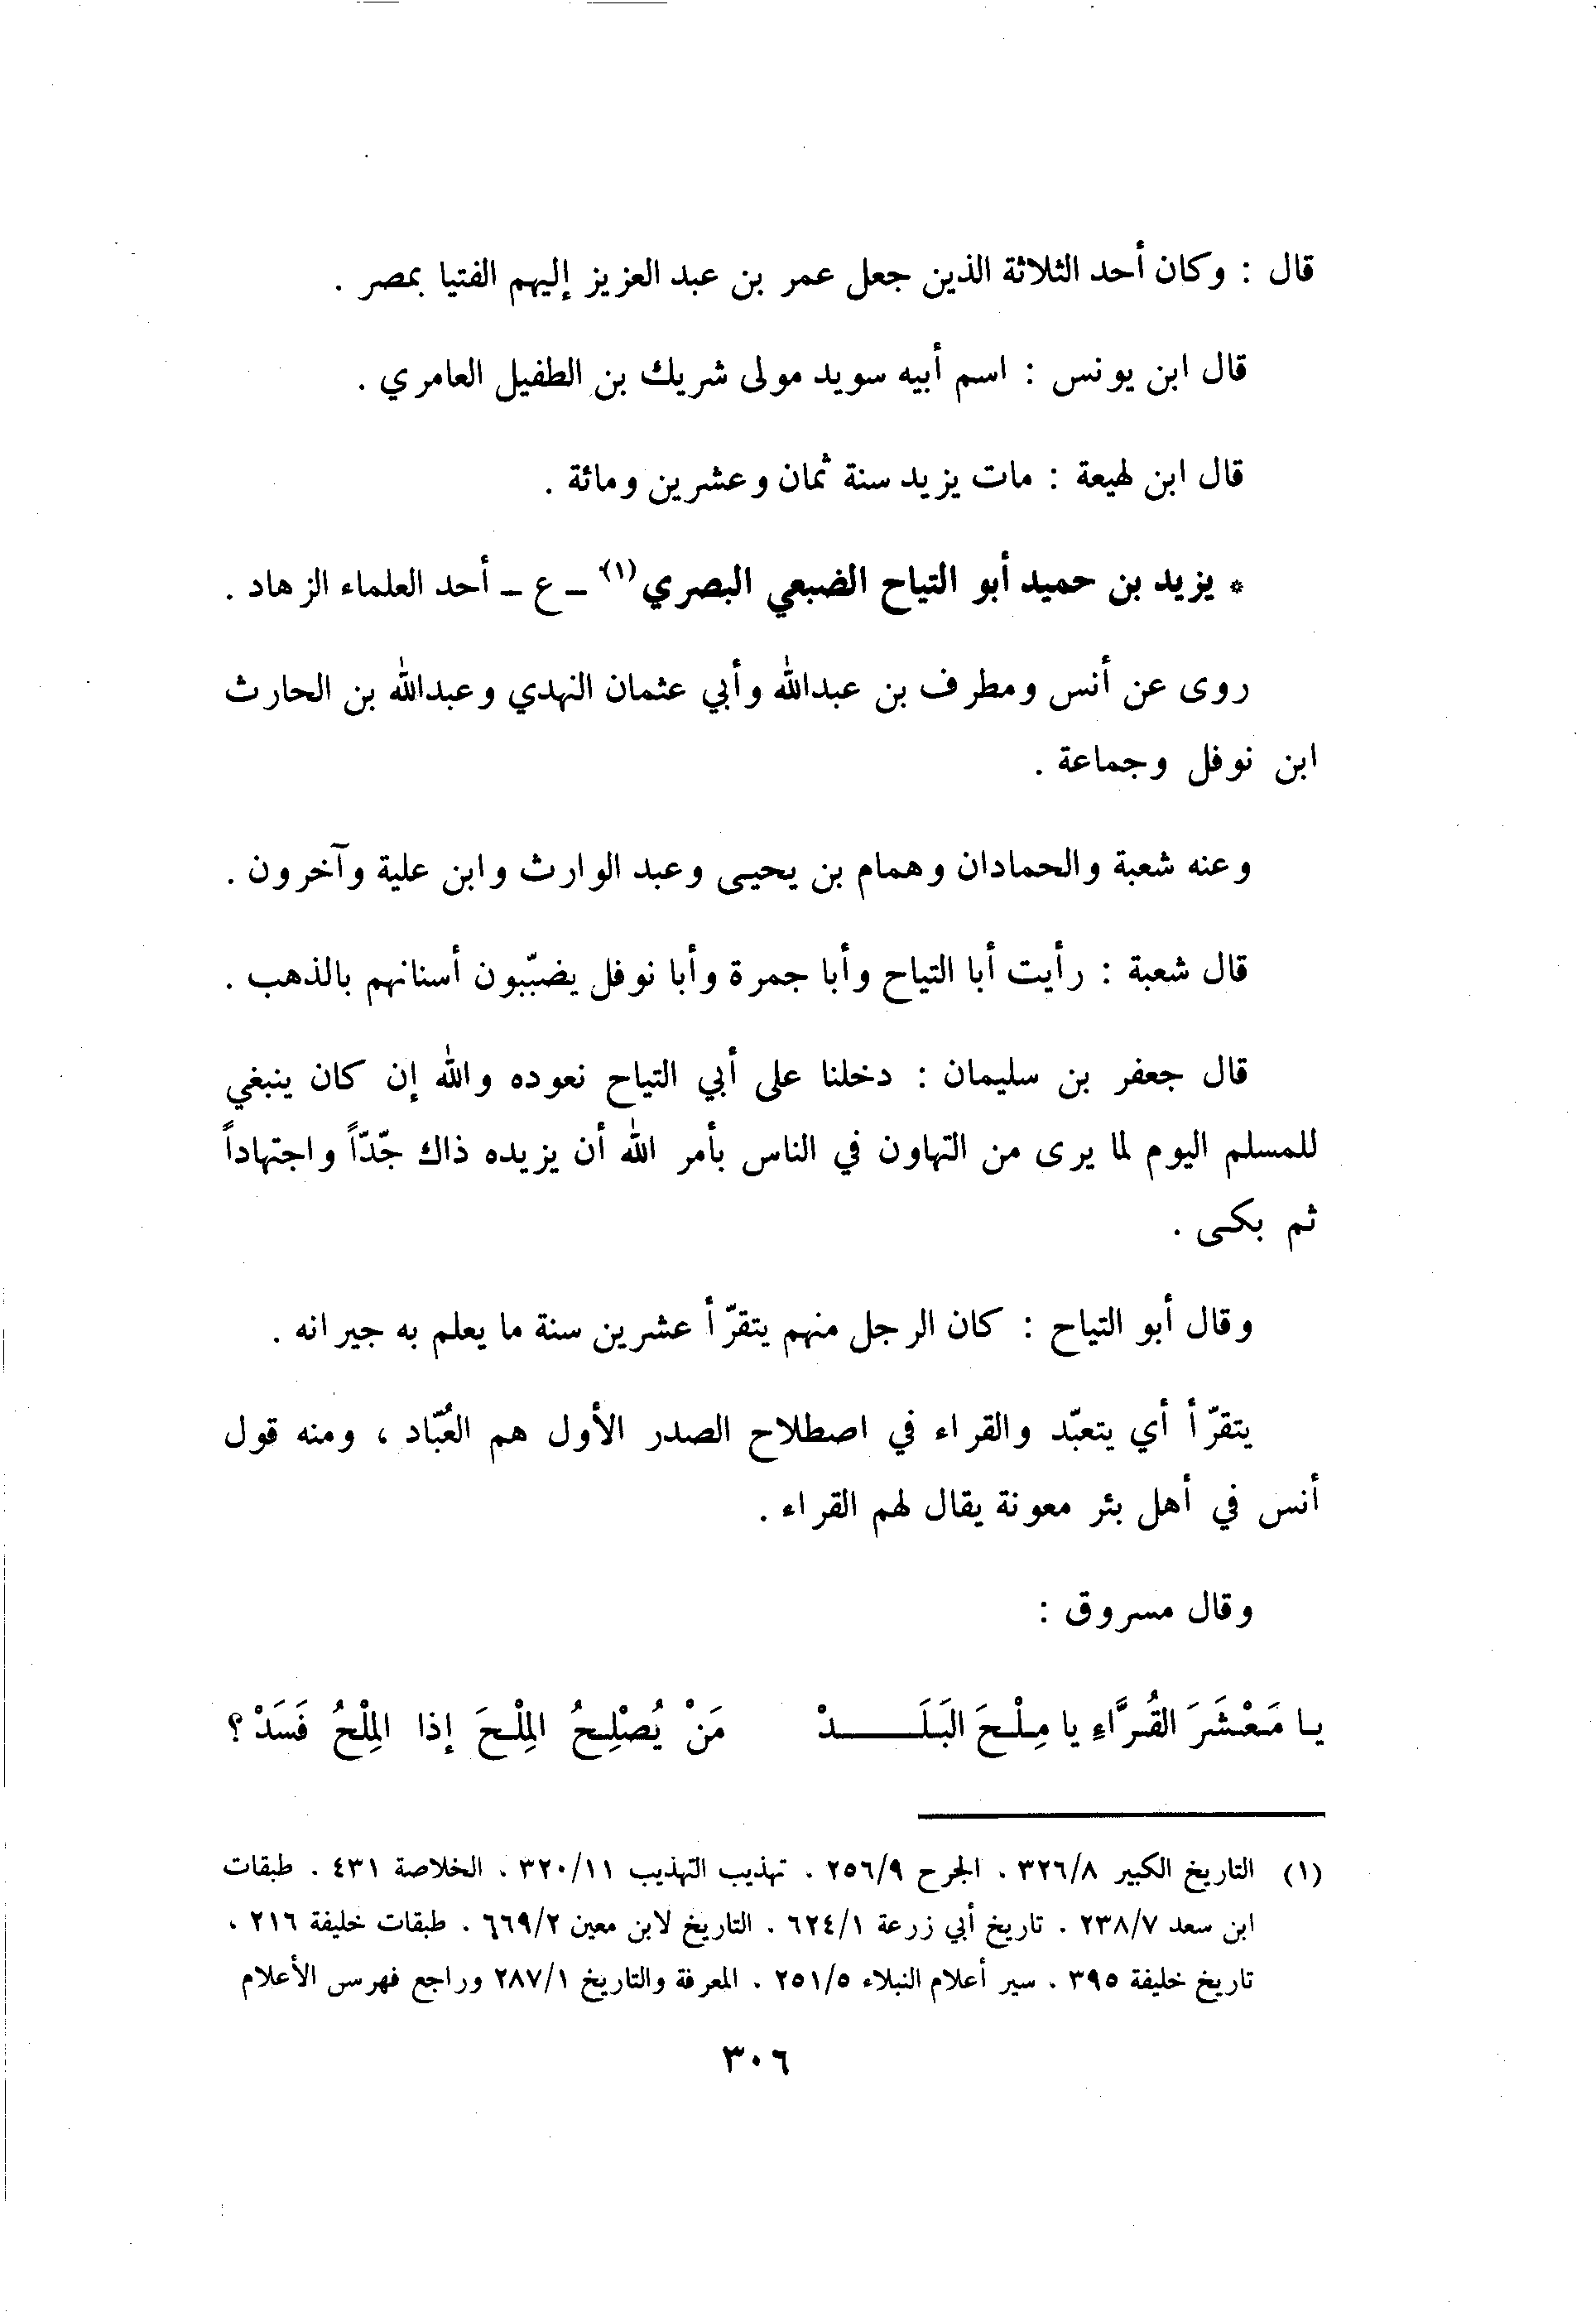 قال : وكان أحد الثلاثة الذين جعل عمر بن عبد العزيز إليهم الفتيا بمصر .
قال ابن يونس : اسم أبيه سويد مولى شريك بن الطفيل العامري .
قال ابن لهيعة : مات يزيد سنة ثمان وعشرين ومائة .
* يزيد بن حميد أبو التياح الضبعي البصري(١) – ع – أحد العلماء الزهاد .
روى عن أنس ومطرف بن عبدالله وأبي عثمان النهدي وعبدالله بن الحارث
ابن نوفل وجماعة .
وعنه شعبة والحمادان وهمام بن يحيى وعبد الوارث وابن علية وآخرون .
قال شعبة : رأيت أبا التياح وأبا جمرة وأبا نوفل يضبّبون أسنانهم بالذهب .
قال جعفر بن سليمان : دخلنا على أبي التياح نعوده والله إن كان ينبغي
للمسلم اليوم لما يرى من التهاون في الناس بأمر الله أن يزيده ذاك جّدّاً واجتهاداً
ثم بكى .
وقال أبو التياح : كان الرجل منهم يتقرّأ عشرين سنة ما يعلم به جيرانه .
يتقرّأ أي يتعبّد والقراء في اصطلاح الصدر الأول هم العُبّاد ، ومنه قول
أنس في أهل بئر معونة يقال لهم القراء .
وقال مسروق :
يا مَعْشَرَ القُرَّاءِ يا مِلْحَ البَلَـــدْ مَنْ يُصْلِحُ المِلْحَ إذا المِلْحُ فَسَدْ ؟
(١) التاريخ الكبير ٣٢٦/٨ . الجرح ٢٥٦/٩ . تهذيب التهذيب ٣٢٠/١١ . الخلاصة ٤٣١ . طبقات
ابن سعد ٢٣٨/٧ . تاريخ أبي زرعة ٦٢٤/١ . التاريخ لابن معين ٦٦٩/٢ . طبقات خليفة ٢١٦ ،
تاريخ خليفة ٣٩٥ . سير أعلام النبلاء ٢٥١/٥ . المعرفة والتاريخ ٢٨٧/١ وراجع فهرس الأعلام
٣٠٦